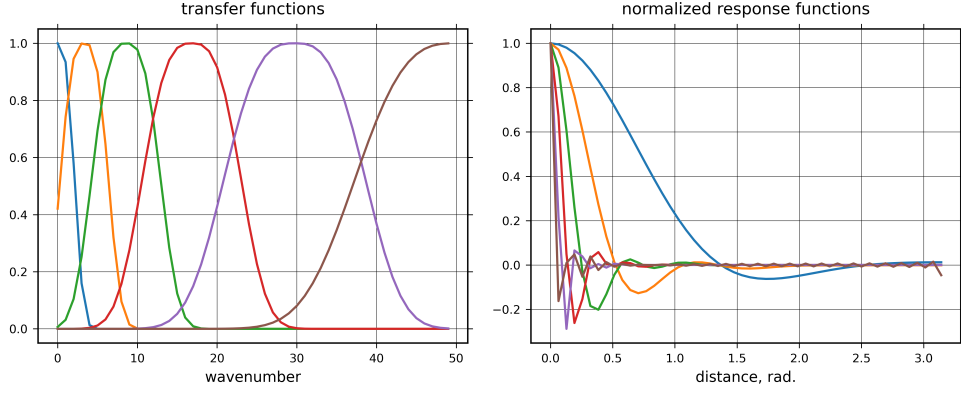 transfer functions
1.0
0.8
0.6
0.4
0.2
0.0
0 10 20 30 40 50
wavenumber
normalized response functions
1.0
0.8
0.6
0.4
0.2
0.0
−0.2
0.0 0.5 1.0 1.5 2.0 2.5 3.0
distance, rad.